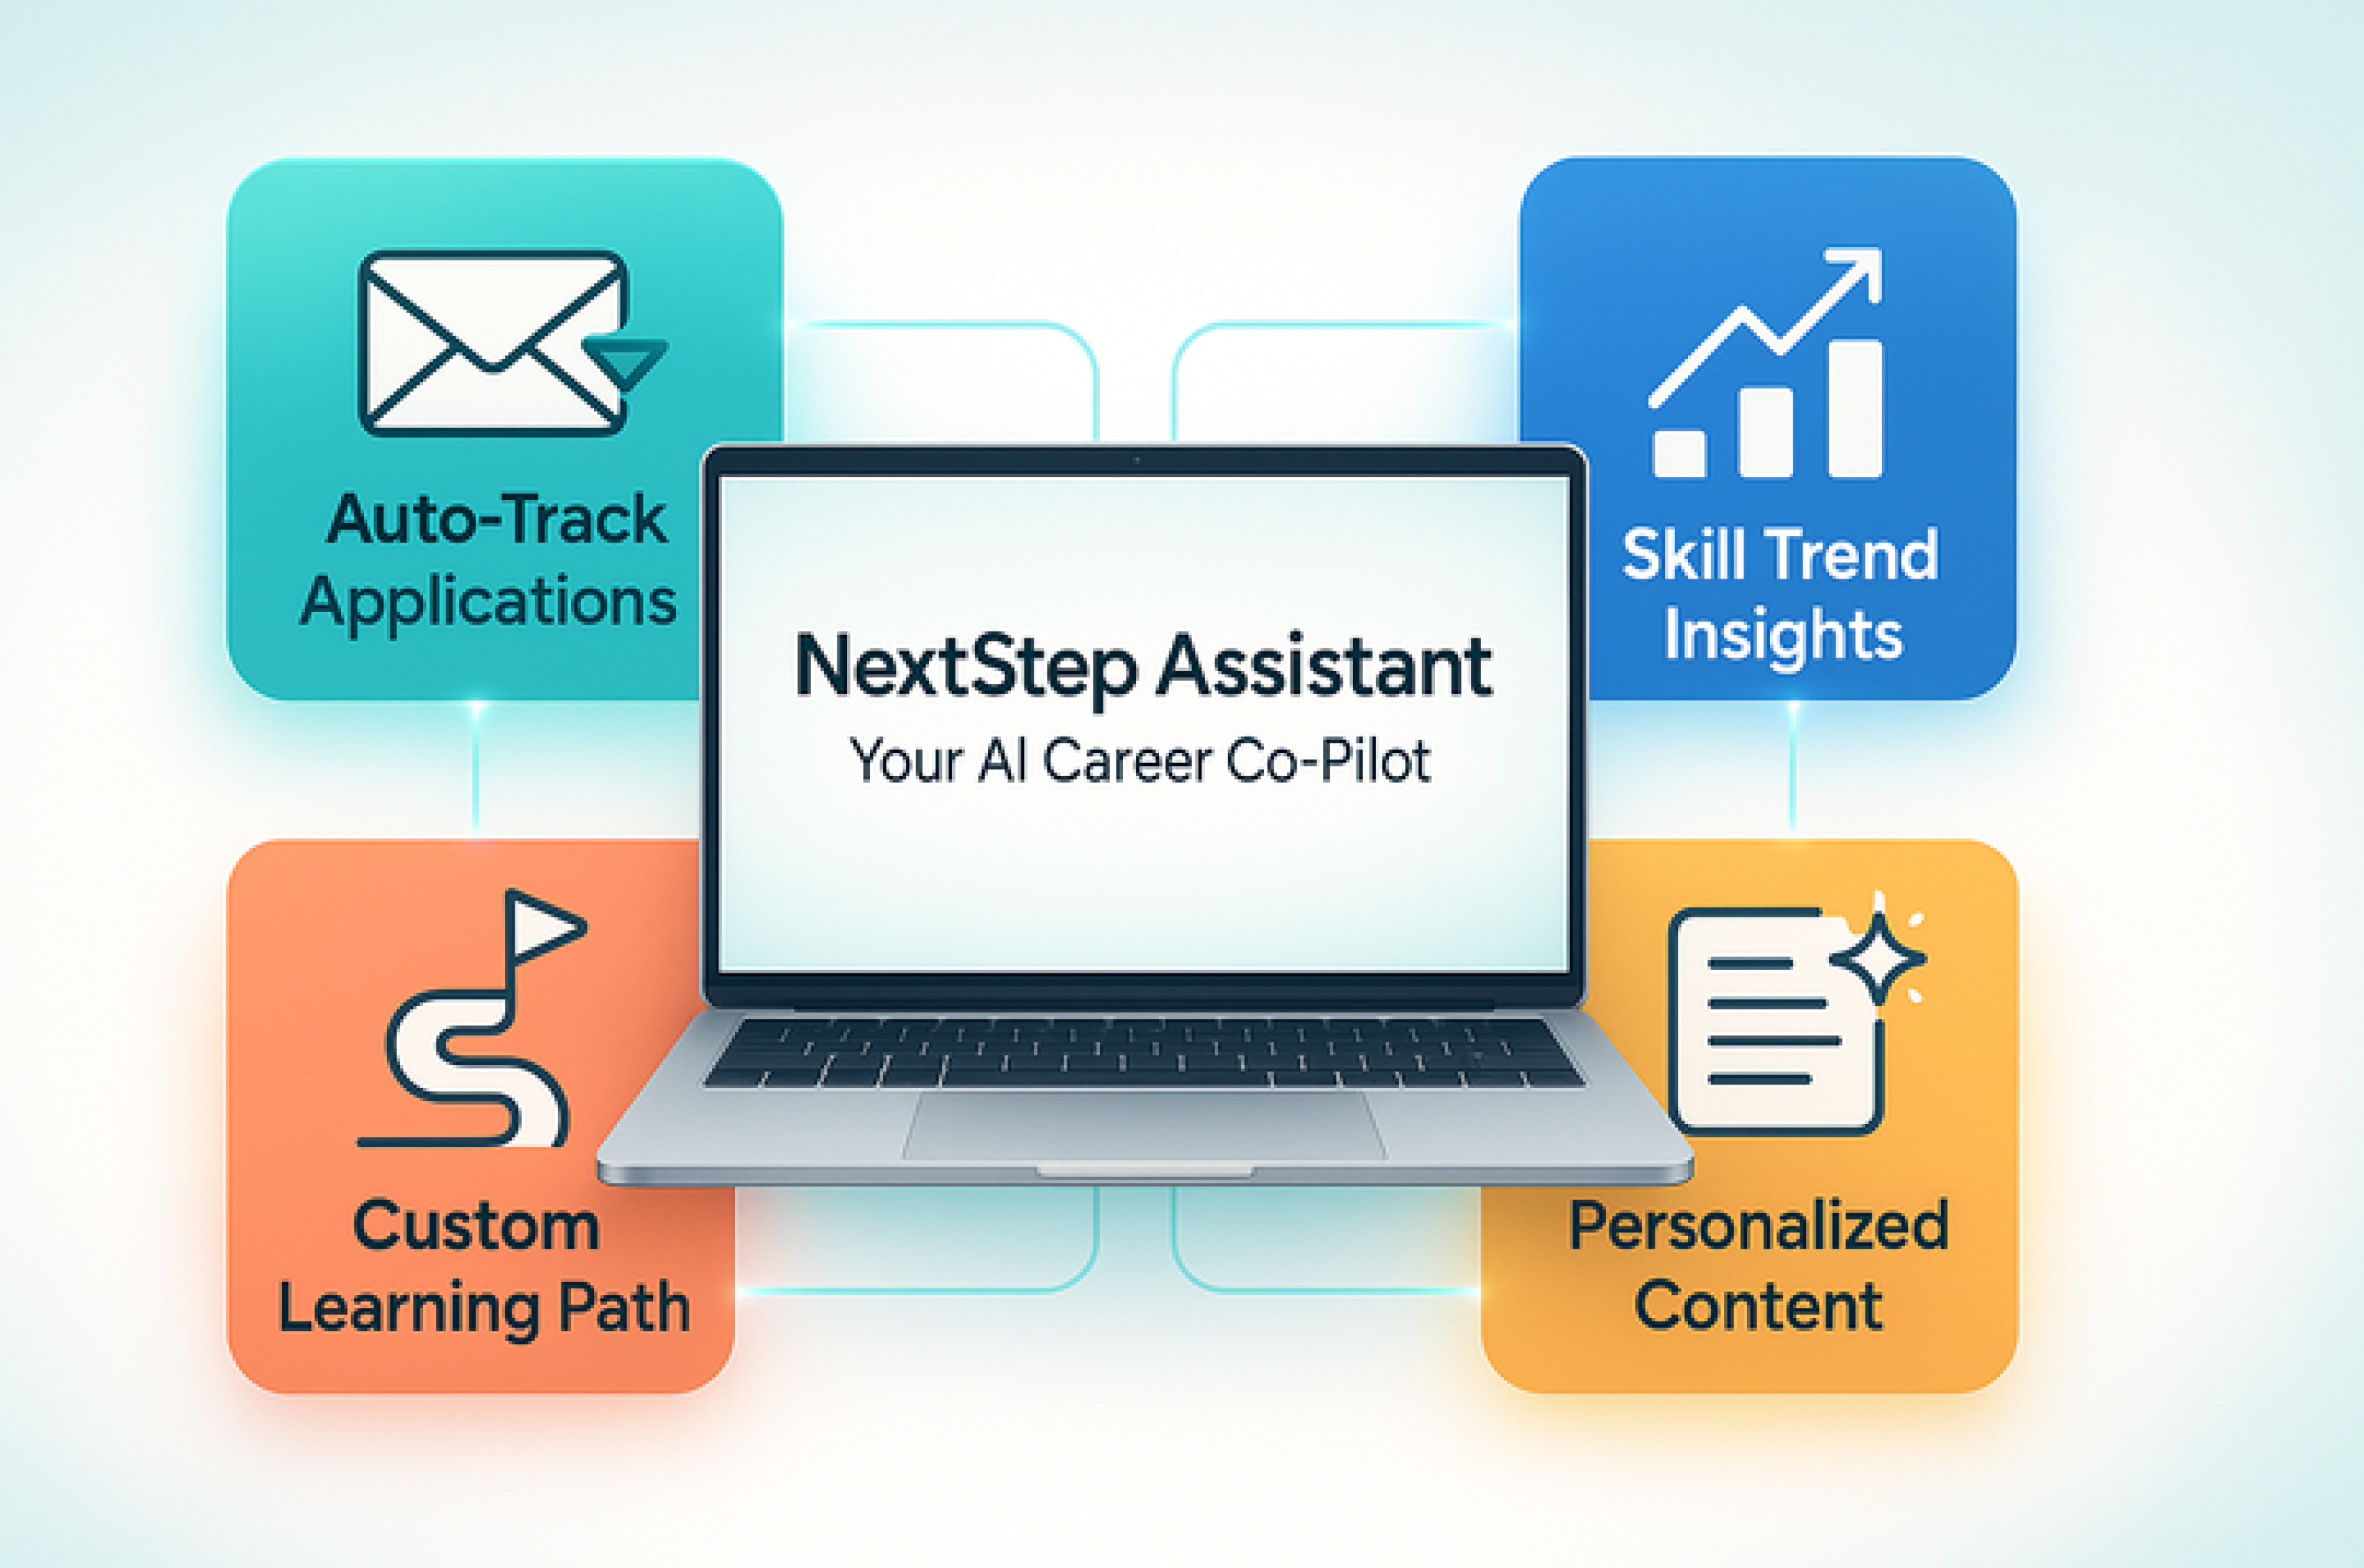 Auto-Track
Applications
Skill Trend
Insights
NextStep Assistant
Your AI Career Co-Pilot
Custom
Learning Path
Personalized
Content